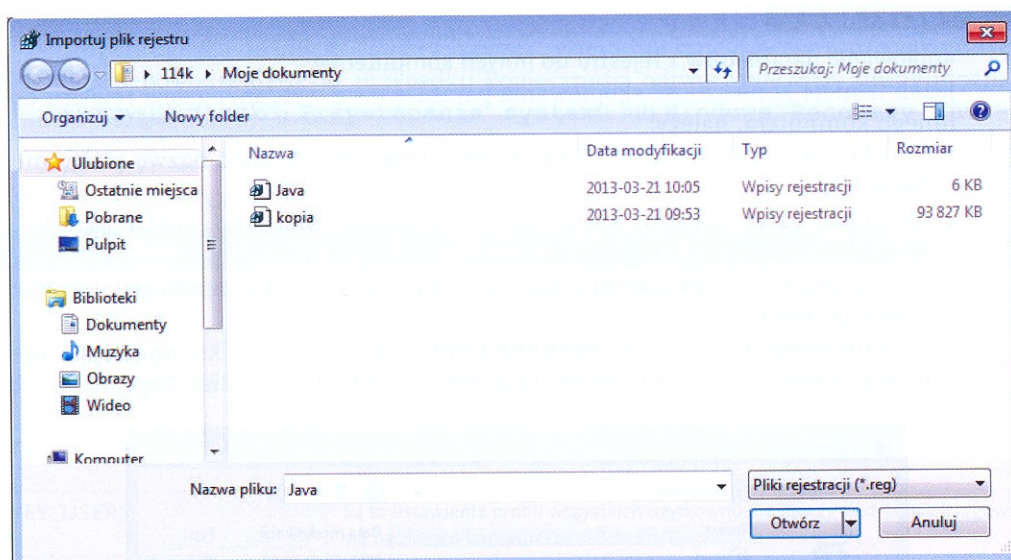 Importuj plik rejestru
114k ▸ Moje dokumenty
Przeszukaj: Moje dokumenty
Organizuj
Nowy folder
Nazwa
Data modyfikacji
Typ
Rozmiar
Ulubione
Ostatnie miejsca
Pobrane
Pulpit
Java 2013-03-21 10:05 Wpisy rejestracji 6 KB
kopia 2013-03-21 09:53 Wpisy rejestracji 93 827 KB
Biblioteki
Dokumenty
Muzyka
Obrazy
Wideo
Komputer
Nazwa pliku: Java
Pliki rejestracji (*.reg)
Otwórz
Anuluj